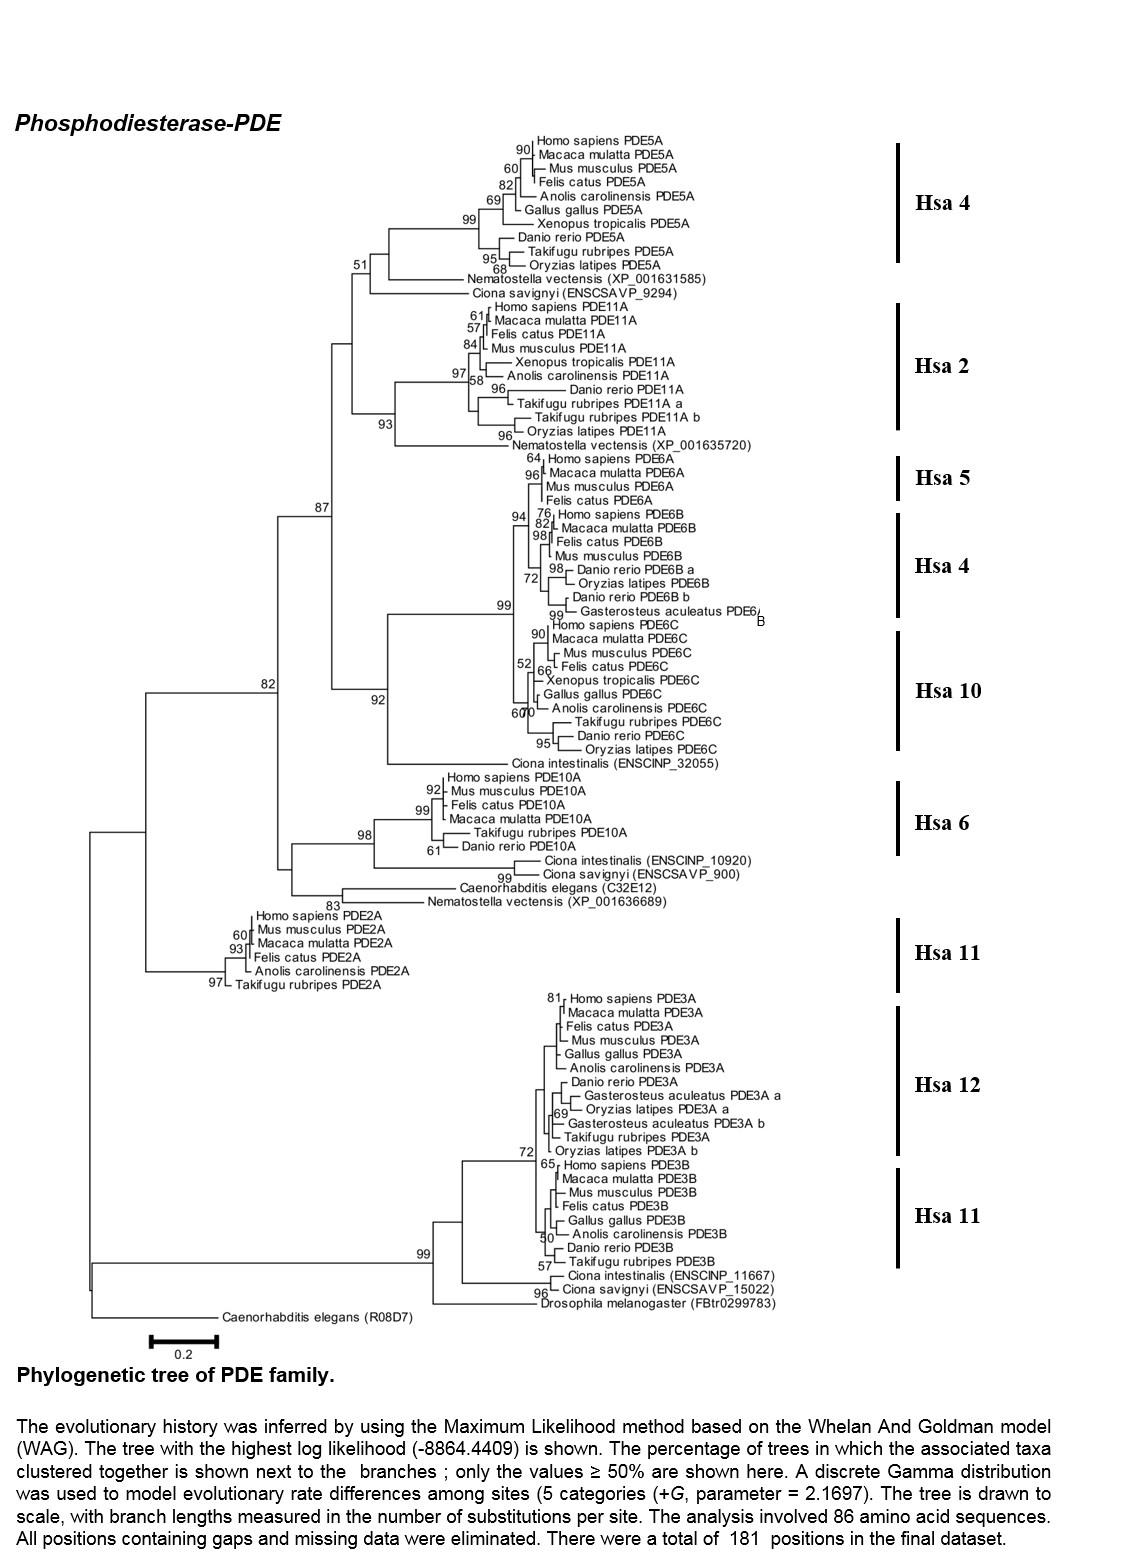 Phosphodiesterase-PDE
Homo sapiens PDE5A
90
Macaca mulatta PDE5A
60
Mus musculus PDE5A
82
Felis catus PDE5A
69
Anolis carolinensis PDE5A
Gallus gallus PDE5A
99
Xenopus tropicalis PDE5A
Danio rerio PDE5A
Takifugu rubripes PDE5A
95
Oryzias latipes PDE5A
68
51
Nematostella vectensis (XP_001631585)
Ciona savignyi (ENSCSAVP_9294)
Hsa 4
Homo sapiens PDE11A
61
Macaca mulatta PDE11A
57
Felis catus PDE11A
84
Mus musculus PDE11A
Xenopus tropicalis PDE11A
97
58
Anolis carolinensis PDE11A
96
Danio rerio PDE11A
Takifugu rubripes PDE11A a
Takifugu rubripes PDE11A b
93
Oryzias latipes PDE11A
96
Nematostella vectensis (XP_001635720)
Hsa 2
64
Homo sapiens PDE6A
96
Macaca mulatta PDE6A
Mus musculus PDE6A
Felis catus PDE6A
Hsa 5
87
94
76
Homo sapiens PDE6B
82
Macaca mulatta PDE6B
98
Felis catus PDE6B
Mus musculus PDE6B
98
Danio rerio PDE6B a
72
Oryzias latipes PDE6B
Danio rerio PDE6B b
99
Gasterosteus aculeatus PDE6
B
Hsa 4
99
Homo sapiens PDE6C
90
Macaca mulatta PDE6C
Mus musculus PDE6C
52
66
Felis catus PDE6C
Xenopus tropicalis PDE6C
Gallus gallus PDE6C
60
70
Anolis carolinensis PDE6C
Takifugu rubripes PDE6C
Danio rerio PDE6C
95
Oryzias latipes PDE6C
Hsa 10
82
92
Ciona intestinalis (ENSCINP_32055)
Homo sapiens PDE10A
92
Mus musculus PDE10A
99
Felis catus PDE10A
Macaca mulatta PDE10A
98
Takifugu rubripes PDE10A
61
Danio rerio PDE10A
Hsa 6
Ciona intestinalis (ENSCINP_10920)
99
Ciona savignyi (ENSCSAVP_900)
Caenorhabditis elegans (C32E12)
83
Nematostella vectensis (XP_001636689)
Homo sapiens PDE2A
Mus musculus PDE2A
60
Macaca mulatta PDE2A
93
Felis catus PDE2A
Anolis carolinensis PDE2A
97
Takifugu rubripes PDE2A
Hsa 11
81
Homo sapiens PDE3A
Macaca mulatta PDE3A
Felis catus PDE3A
Mus musculus PDE3A
Gallus gallus PDE3A
Anolis carolinensis PDE3A
Danio rerio PDE3A
Gasterosteus aculeatus PDE3A a
69
Oryzias latipes PDE3A a
Gasterosteus aculeatus PDE3A b
Takifugu rubripes PDE3A
Oryzias latipes PDE3A b
Hsa 12
72
65
Homo sapiens PDE3B
Macaca mulatta PDE3B
Mus musculus PDE3B
Felis catus PDE3B
Gallus gallus PDE3B
50
Anolis carolinensis PDE3B
Danio rerio PDE3B
57
Takifugu rubripes PDE3B
Hsa 11
99
Ciona intestinalis (ENSCINP_11667)
96
Ciona savignyi (ENSCSAVP_15022)
Drosophila melanogaster (FBtr0299783)
Caenorhabditis elegans (R08D7)
0.2
Phylogenetic tree of PDE family.
The evolutionary history was inferred by using the Maximum Likelihood method based on the Whelan And Goldman model
(WAG). The tree with the highest log likelihood (-8864.4409) is shown. The percentage of trees in which the associated taxa
clustered together is shown next to the branches ; only the values ≥ 50% are shown here. A discrete Gamma distribution
was used to model evolutionary rate differences among sites (5 categories (+G, parameter = 2.1697). The tree is drawn to
scale, with branch lengths measured in the number of substitutions per site. The analysis involved 86 amino acid sequences.
All positions containing gaps and missing data were eliminated. There were a total of 181 positions in the final dataset.